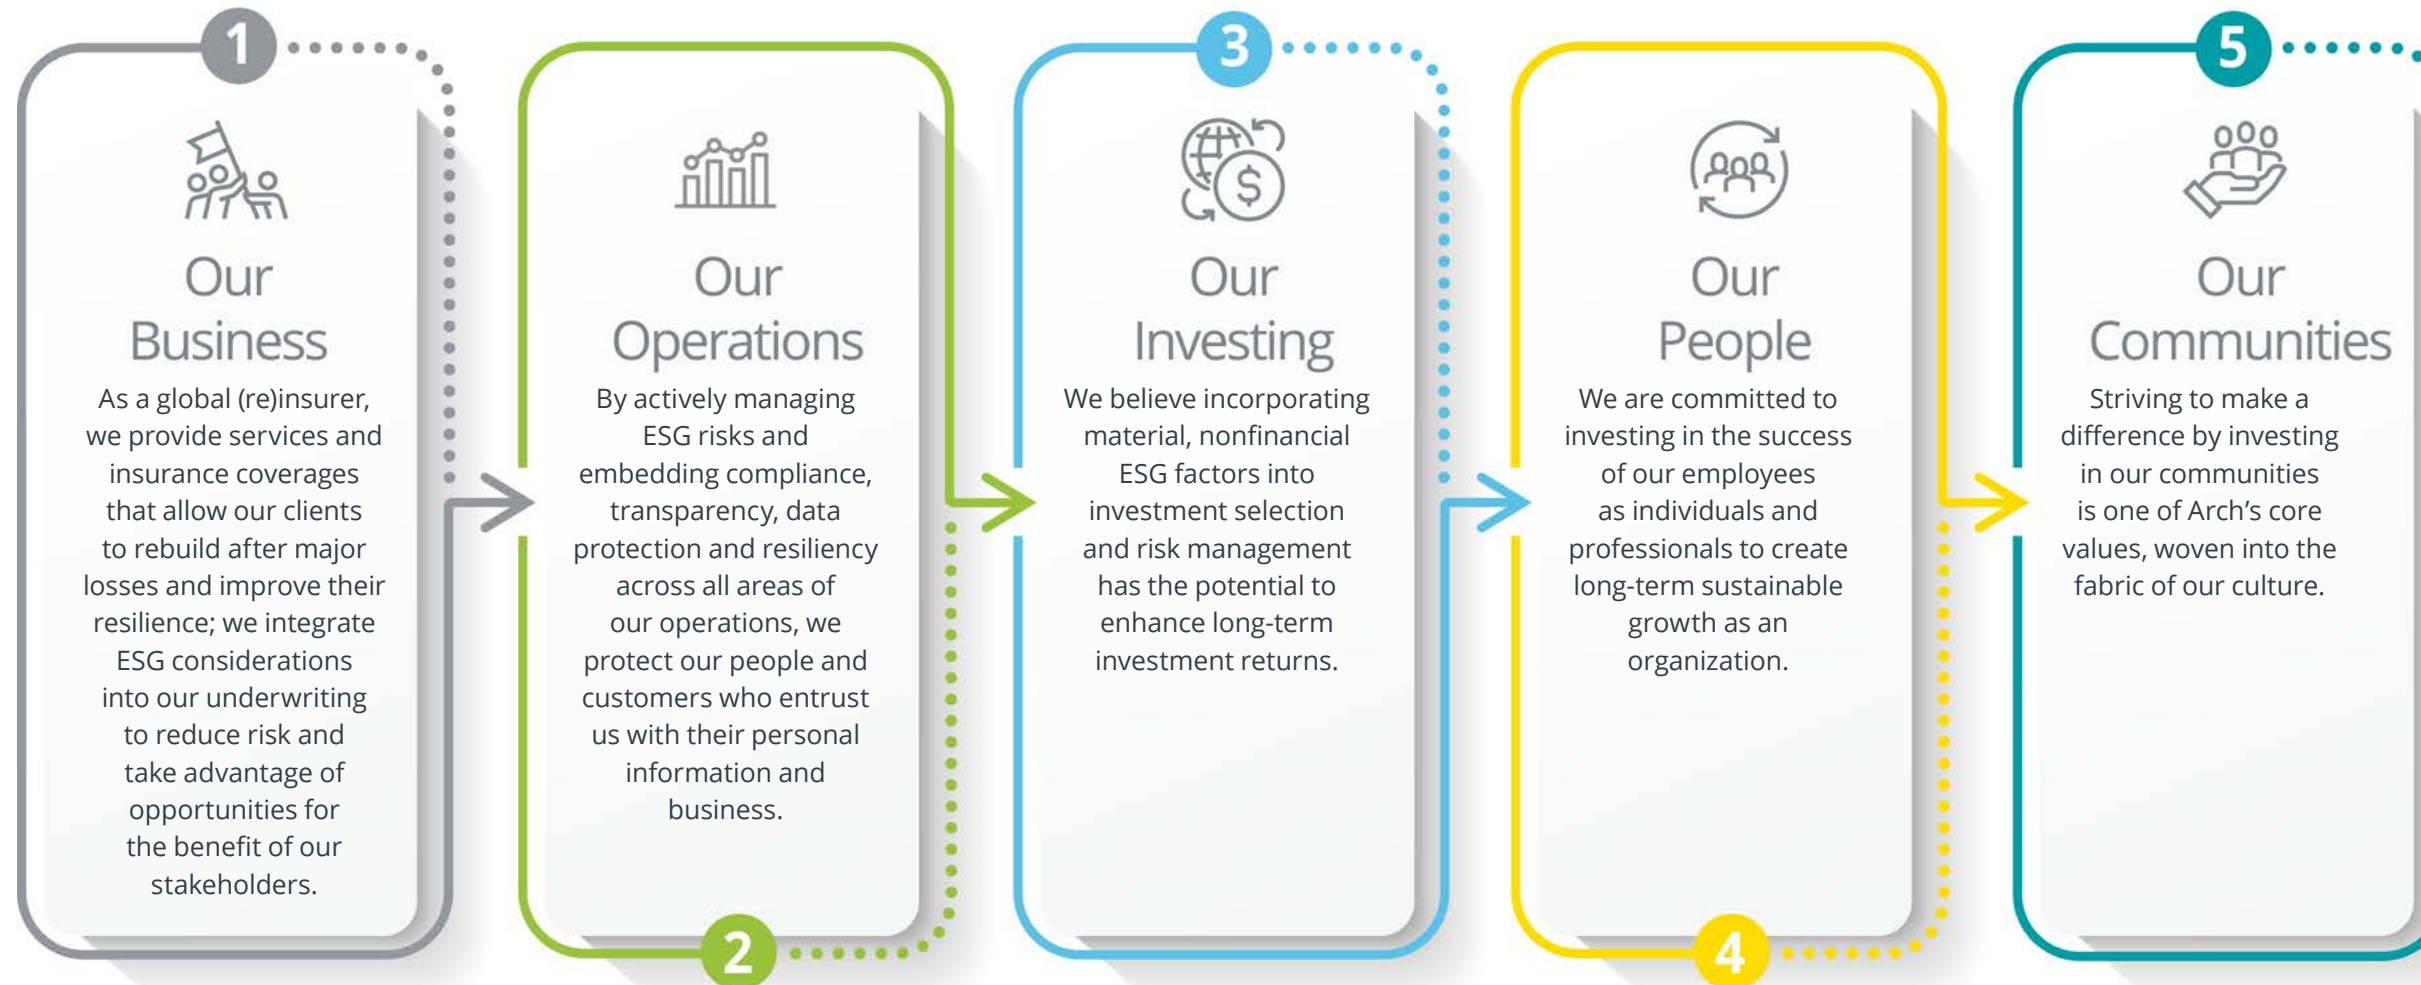 1
Our
Business
As a global (re)insurer,
we provide services and
insurance coverages
that allow our clients
to rebuild after major
losses and improve their
resilience; we integrate
ESG considerations
into our underwriting
to reduce risk and
take advantage of
opportunities for
the benefit of our
stakeholders.
Our
Operations
By actively managing
ESG risks and
embedding compliance,
transparency, data
protection and resiliency
across all areas of
our operations, we
protect our people and
customers who entrust
us with their personal
information and
business.
2
3
$
Our
Investing
We believe incorporating
material, nonfinancial
ESG factors into
investment selection
and risk management
has the potential to
enhance long-term
investment returns.
Our
People
We are committed to
investing in the success
of our employees
as individuals and
professionals to create
long-term sustainable
growth as an
organization.
4
5
Our
Communities
Striving to make a
difference by investing
in our communities
is one of Arch’s core
values, woven into the
fabric of our culture.